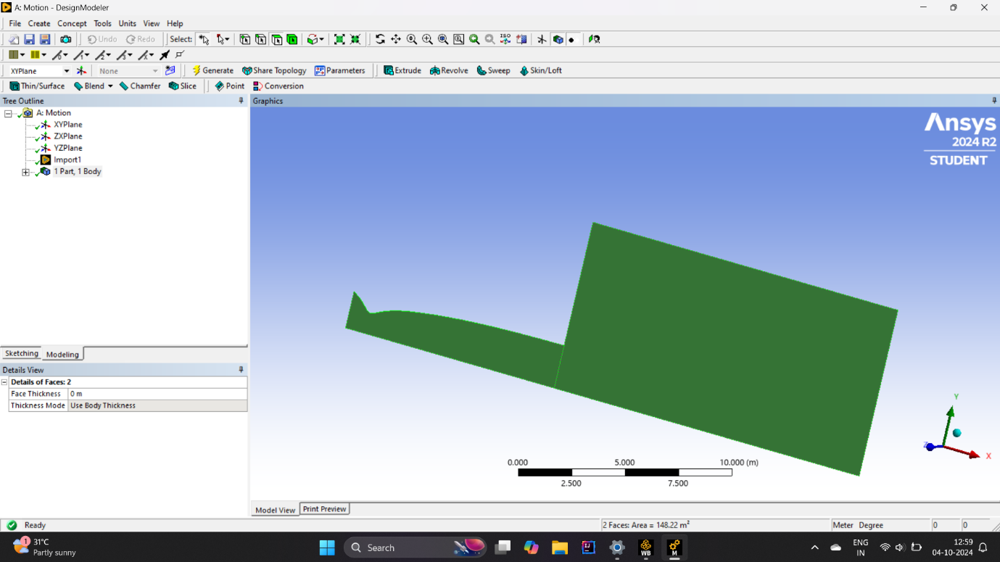 A: Motion - DesignModeler
File Create Concept Tools Units View Help
Undo Redo Select: ISO
XYPlane None Generate Share Topology Parameters Extrude Revolve Sweep Skin/Loft
Thin/Surface Blend Chamfer Slice Point Conversion
Tree Outline
A: Motion
XYPlane
ZXPlane
YZPlane
Import1
1 Part, 1 Body
Sketching Modeling
Details View
Details of Faces: 2
Face Thickness 0 m
Thickness Mode Use Body Thickness
Graphics
Ansys
2024 R2
STUDENT
Y
Z
X
0.000 5.000 10.000 (m)
2.500 7.500
Model View Print Preview
Ready 2 Faces: Area = 148.22 m² Meter Degree 0 0
1 31°C
Partly sunny
Search
WB
M
ENG
IN
12:59
04-10-2024